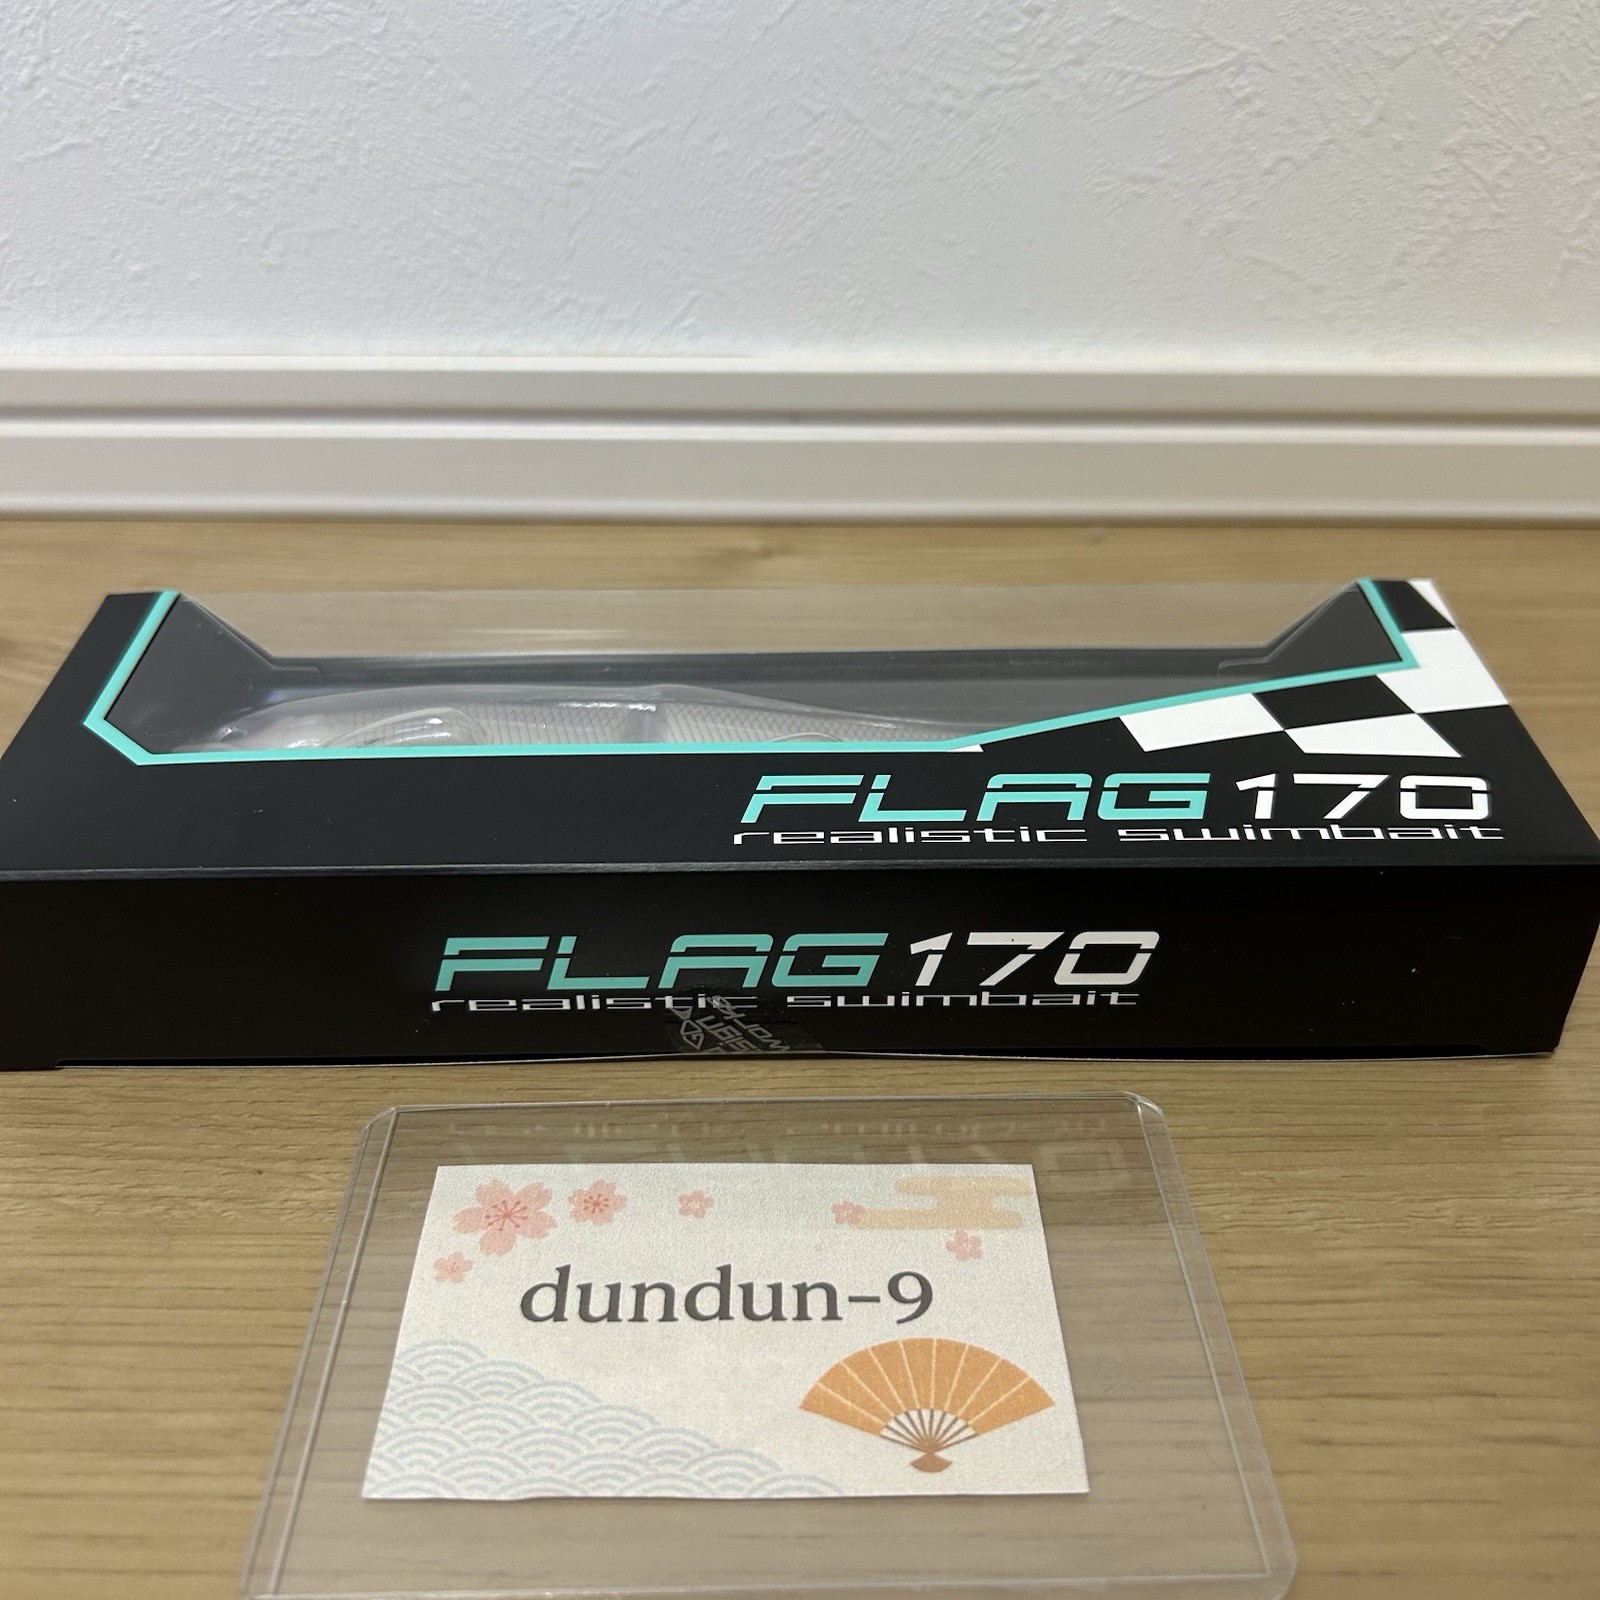 FLAG170
realistic swimbait
FLAG170
realistic swimbait
dundun-9